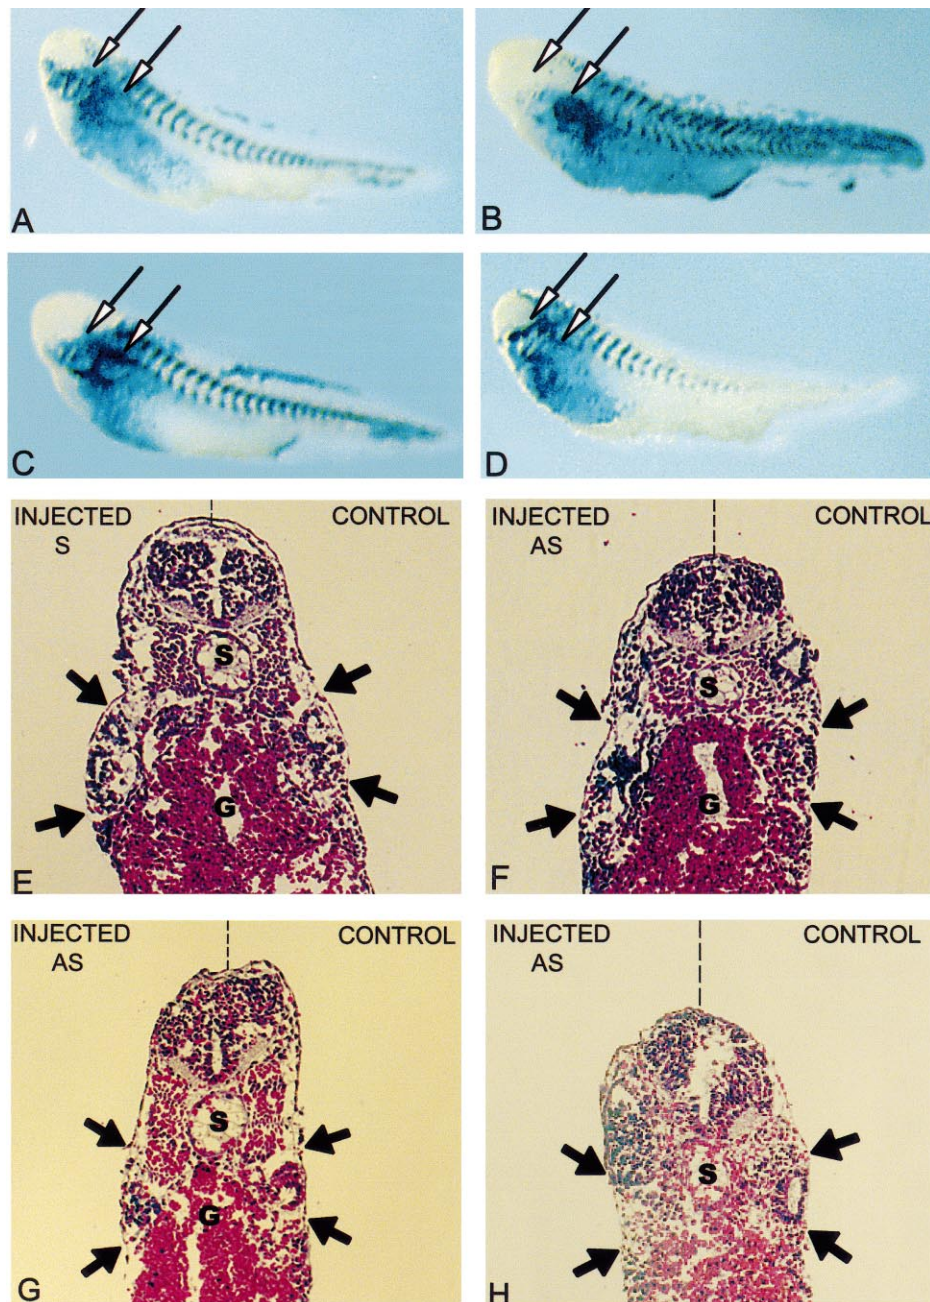 A
B
C
D
INJECTED CONTROL
S
S
G
E
INJECTED CONTROL
AS
S
G
F
INJECTED CONTROL
AS
S
G
G
INJECTED CONTROL
AS
S
H